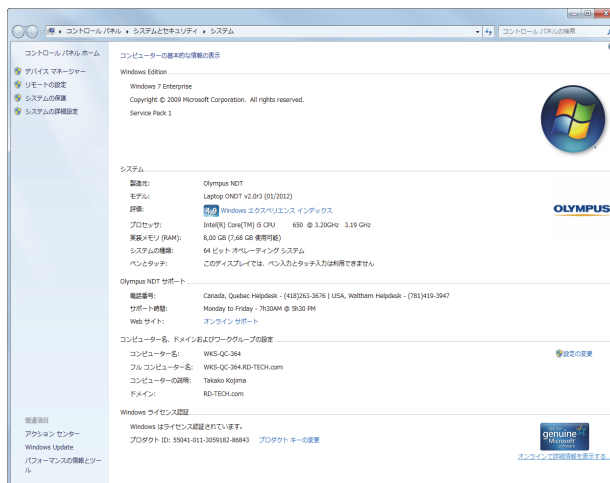 コントロール パネル ▸ システムとセキュリティ ▸ システム
コントロール パネルの検索
コントロール パネル ホーム
デバイス マネージャー
リモートの設定
システムの保護
システムの詳細設定
コンピューターの基本的な情報の表示
Windows Edition
Windows 7 Enterprise
Copyright © 2009 Microsoft Corporation. All rights reserved.
Service Pack 1
システム
製造元: Olympus NDT
モデル: Laptop ONDT v2.0r3 (01/2012)
評価: Windows エクスペリエンス インデックス
プロセッサ: Intel(R) Core(TM) i5 CPU 650 @ 3.20GHz 3.19 GHz
実装メモリ (RAM): 8,00 GB (7,68 GB 使用可能)
システムの種類: 64 ビット オペレーティング システム
ペンとタッチ: このディスプレイでは、ペン入力とタッチ入力は利用できません
OLYMPUS
Olympus NDT サポート
電話番号: Canada, Quebec Helpdesk - (418)263-3676 | USA, Waltham Helpdesk - (781)419-3947
サポート時間: Monday to Friday - 7h30AM @ 5h30 PM
Web サイト: オンライン サポート
コンピューター名、ドメインおよびワークグループの設定
コンピューター名: WKS-QC-364
設定の変更
フル コンピューター名: WKS-QC-364.RD-TECH.com
コンピューターの説明: Takako Kojima
ドメイン: RD-TECH.com
Windows ライセンス認証
Windows はライセンス認証されています。
プロダクト ID: 55041-011-3059182-86843 プロダクト キーの変更
ask for
genuine
Microsoft
software
オンラインで詳細情報を表示する...
関連項目
アクション センター
Windows Update
パフォーマンスの情報とツー
ル